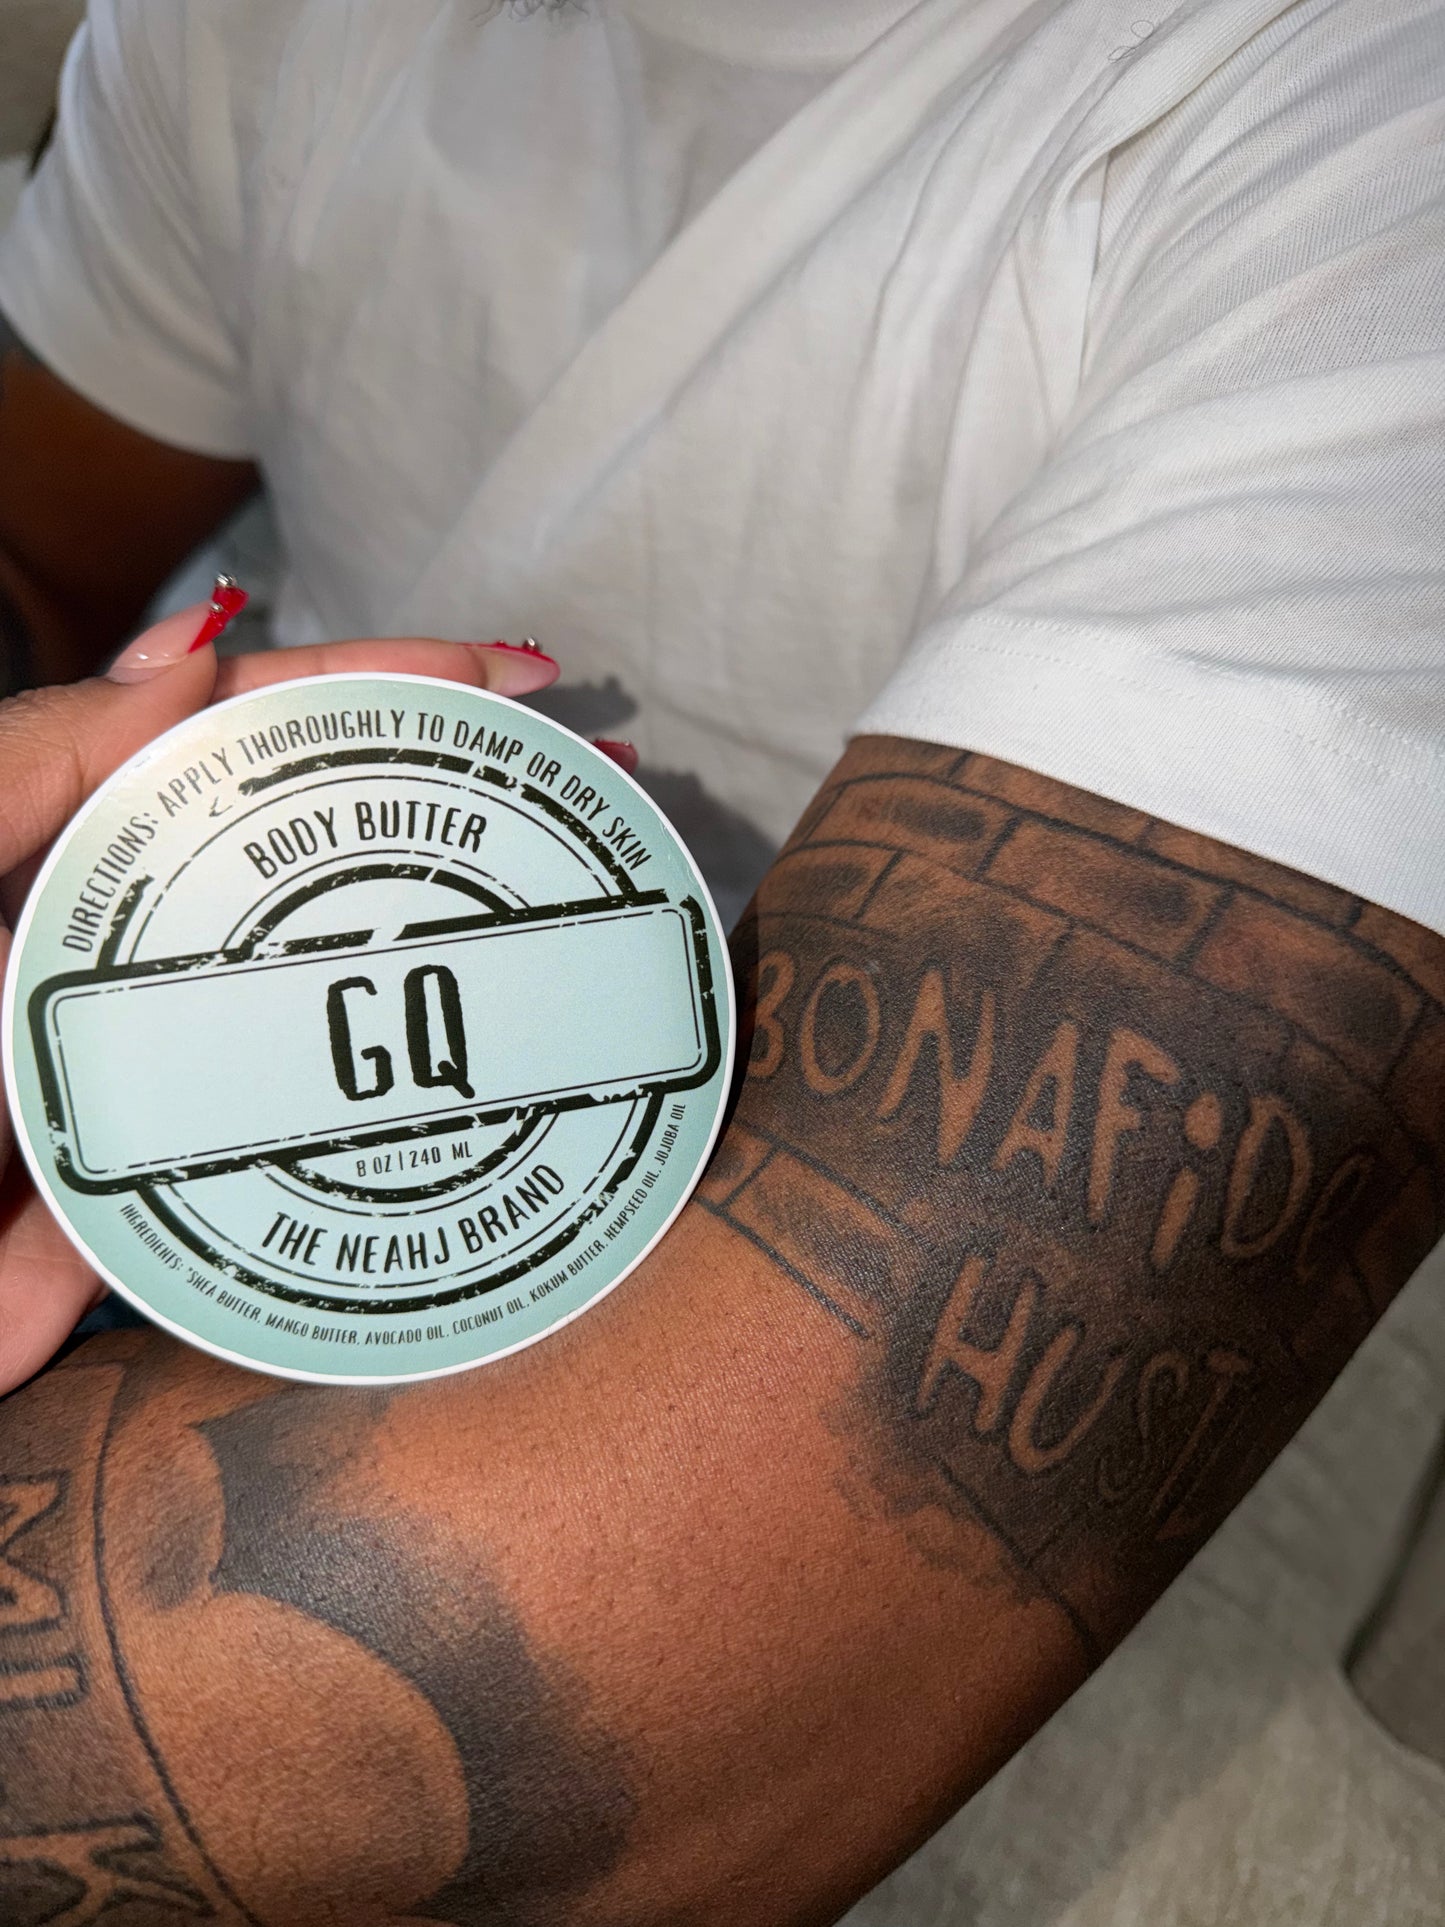 DIRECTIONS: APPLY THOROUGHLY TO DAMP OR DRY SKIN
BODY BUTTER
GQ
8 OZ | 240 ML
THE NEAHJ BRAND
INGREDIENTS: *SHEA BUTTER, MANGO BUTTER, AVOCADO OIL, COCONUT OIL, KOKUM BUTTER, HEMPSEED OIL, JOJOBA OIL
BONAFiD
HUST